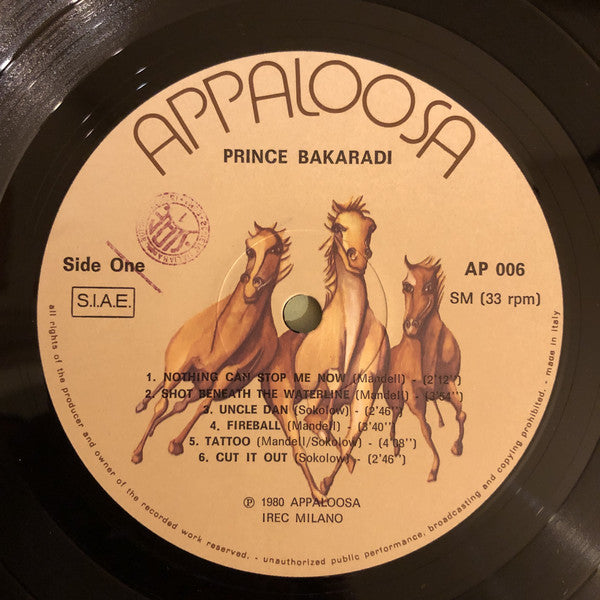 APPALOOSA
PRINCE BAKARADI
Side One
AP 006
S.I.A.E.
SM (33 rpm)
1. NOTHING CAN STOP ME NOW (Mandell) - (2'12'')
2. SHOT BENEATH THE WATERLINE (Mandell) - (3'54'')
3. UNCLE DAN (Sokolow) - (2'46'')
4. FIREBALL (Mandell) - (3'40'')
5. TATTOO (Mandell/Sokolow) - (4'08'')
6. CUT IT OUT (Sokolow) - (2'46'')
℗ 1980 APPALOOSA
IREC MILANO
all rights of the producer and owner of the recorded work reserved. - unauthorized public performance, broadcasting and copying prohibited. - made in italy